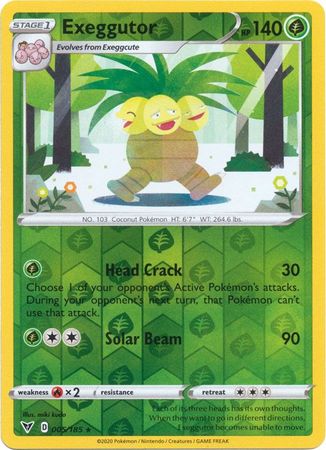 STAGE 1
Exeggutor
HP 140
Evolves from Exeggcute
NO. 103 Coconut Pokémon HT: 6'7" WT: 264.6 lbs.
Head Crack 30
Choose 1 of your opponent's Active Pokémon's attacks.
During your opponent's next turn, that Pokémon can't
use that attack.
Solar Beam 90
weakness ×2 resistance retreat
Illus. miki kudo
D 005/185 ★
©2020 Pokémon / Nintendo / Creatures / GAME FREAK
Each of its three heads has its own thoughts.
When they want to go in different directions,
Exeggutor becomes unable to move.